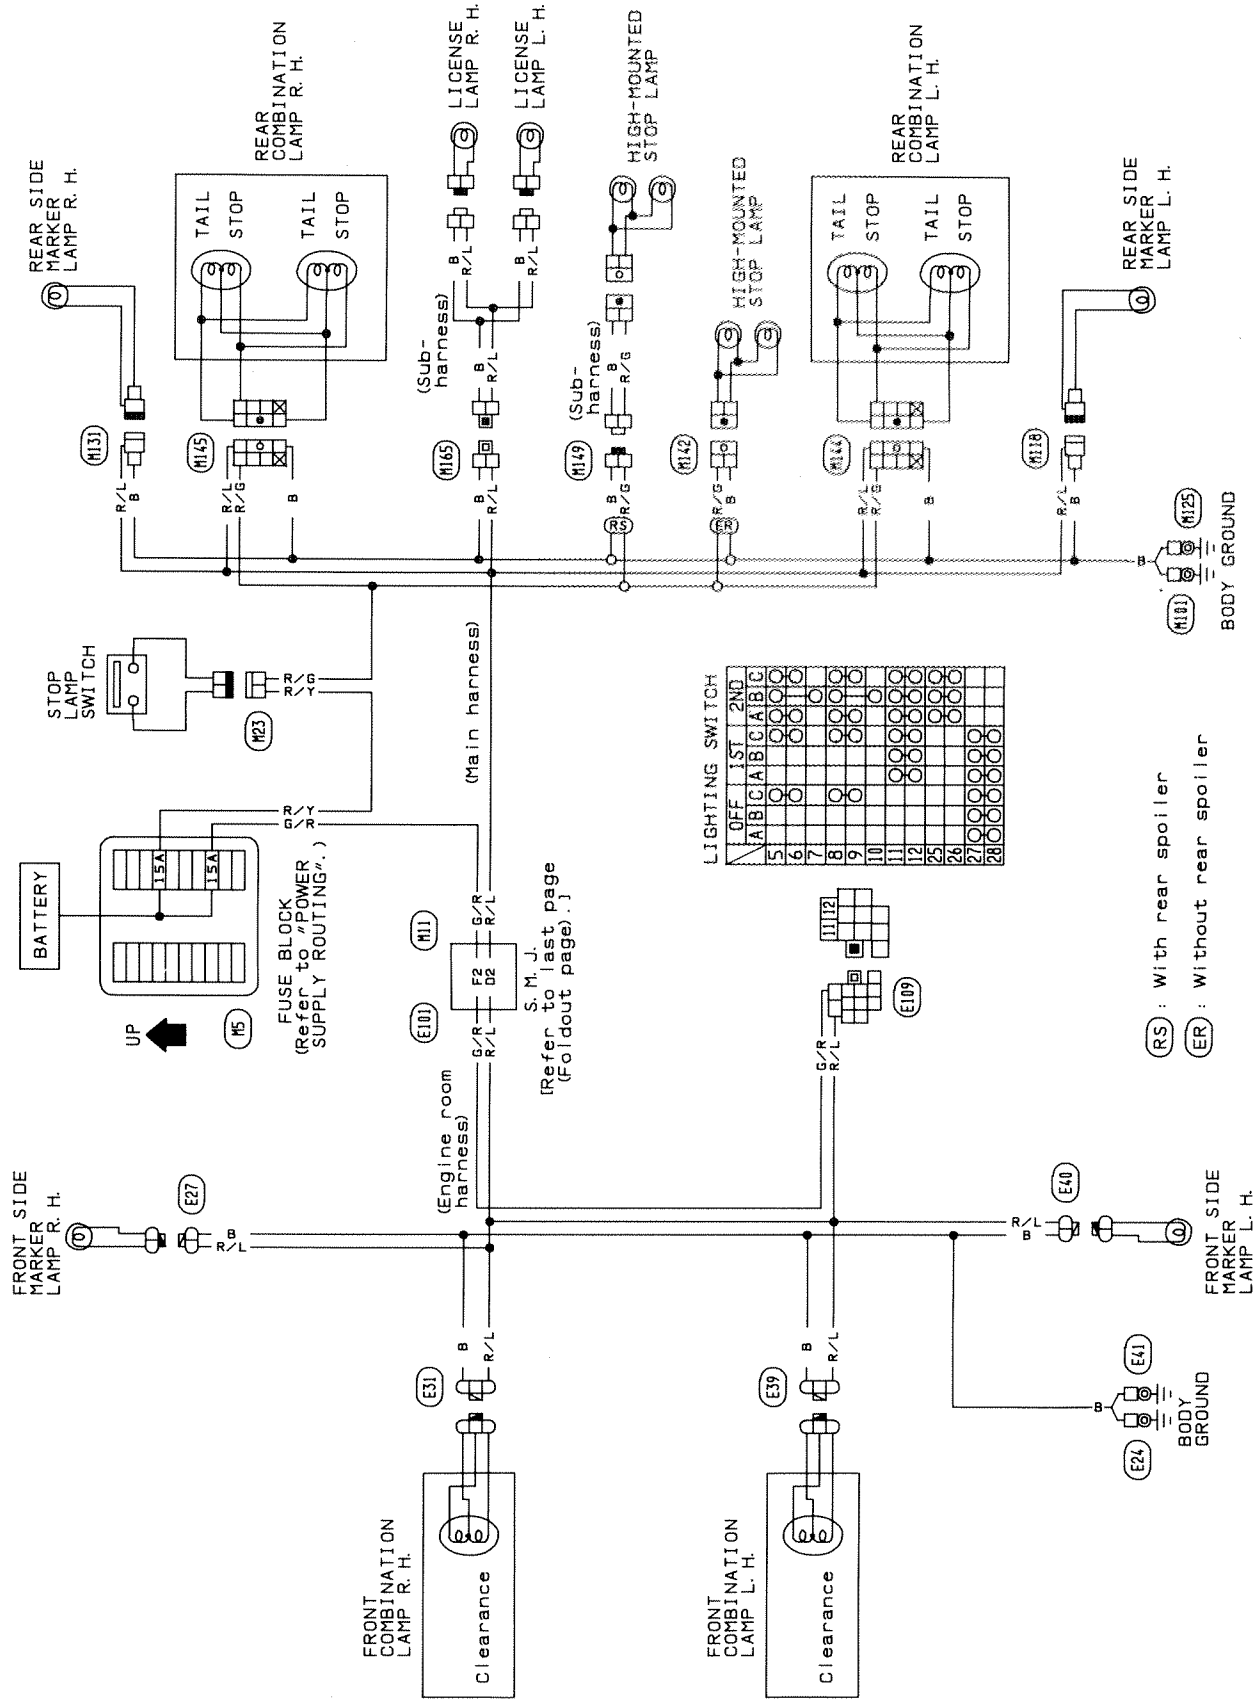 FRONT SIDE
MARKER
LAMP R. H.
E27
B
R/L
UP
M5
BATTERY
15A
15A
FUSE BLOCK
(Refer to "POWER
SUPPLY ROUTING".)
R/Y
G/R
STOP
LAMP
SWITCH
M23
R/G
R/Y
REAR SIDE
MARKER
LAMP R. H.
M131
R/L
B
REAR
COMBINATION
LAMP R. H.
TAIL
STOP
TAIL
STOP
M145
R/L
R/G
B
FRONT
COMBINATION
LAMP R. H.
Clearance
E31
B
R/L
(Engine room
harness)
G/R
R/L
E101
F2
D2
M11
G/R
R/L
S. M. J.
[Refer to last page
(Foldout page).]
(Main harness)
M165
B
R/L
(Sub-
harness)
B
R/L
B
R/L
B
R/L
LICENSE
LAMP R. H.
LICENSE
LAMP L. H.
RS
B
R/G
M149
(Sub-
harness)
B
R/G
HIGH-MOUNTED
STOP LAMP
ER
R/G
B
M142
HIGH-MOUNTED
STOP LAMP
FRONT
COMBINATION
LAMP L. H.
Clearance
E39
B
R/L
G/R
R/L
E109
11 12
LIGHTING SWITCH
OFF 1ST 2ND
A B C A B C A B C
5
6
7
8
9
10
11
12
25
26
27
28
M144
R/L
R/G
B
REAR
COMBINATION
LAMP L. H.
TAIL
STOP
TAIL
STOP
E24
E41
B
BODY
GROUND
R/L
B
E40
FRONT SIDE
MARKER
LAMP L. H.
RS : With rear spoiler
ER : Without rear spoiler
M101
M125
B
BODY GROUND
R/L
B
M118
REAR SIDE
MARKER
LAMP L. H.